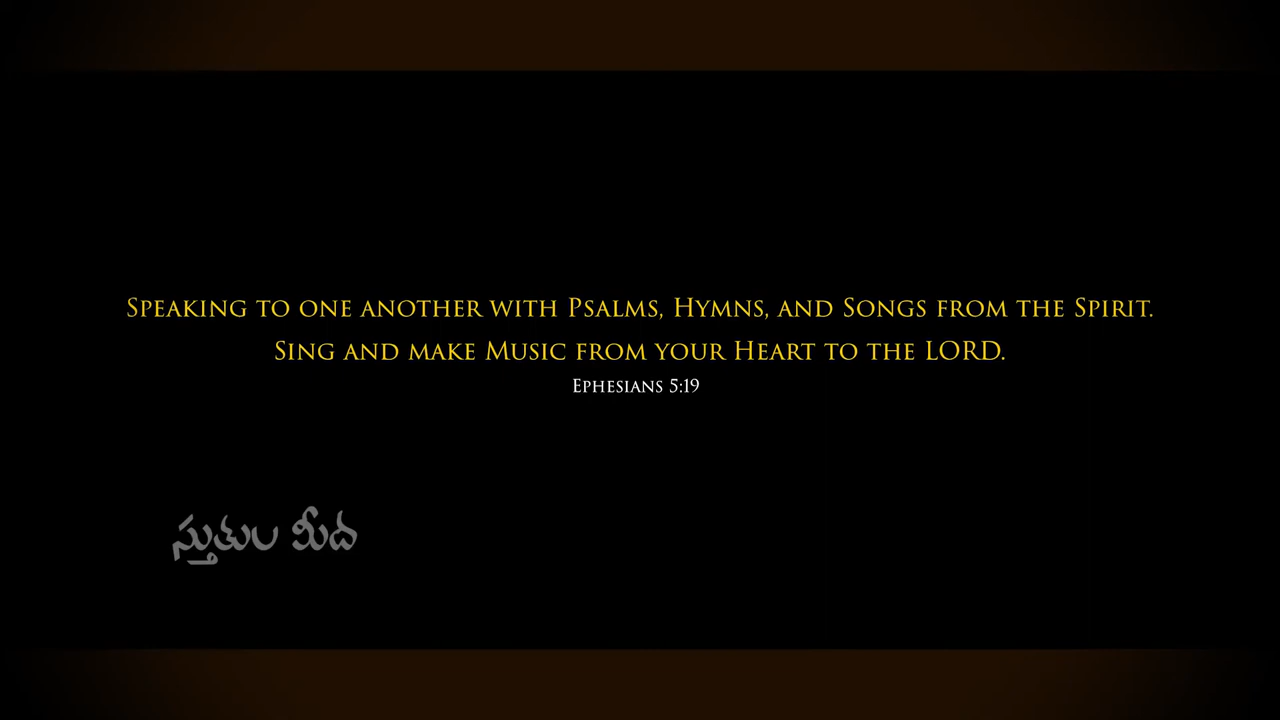 Speaking to one another with Psalms, Hymns, and Songs from the Spirit.
Sing and make Music from your Heart to the LORD.
Ephesians 5:19
స్తుతుల మీద